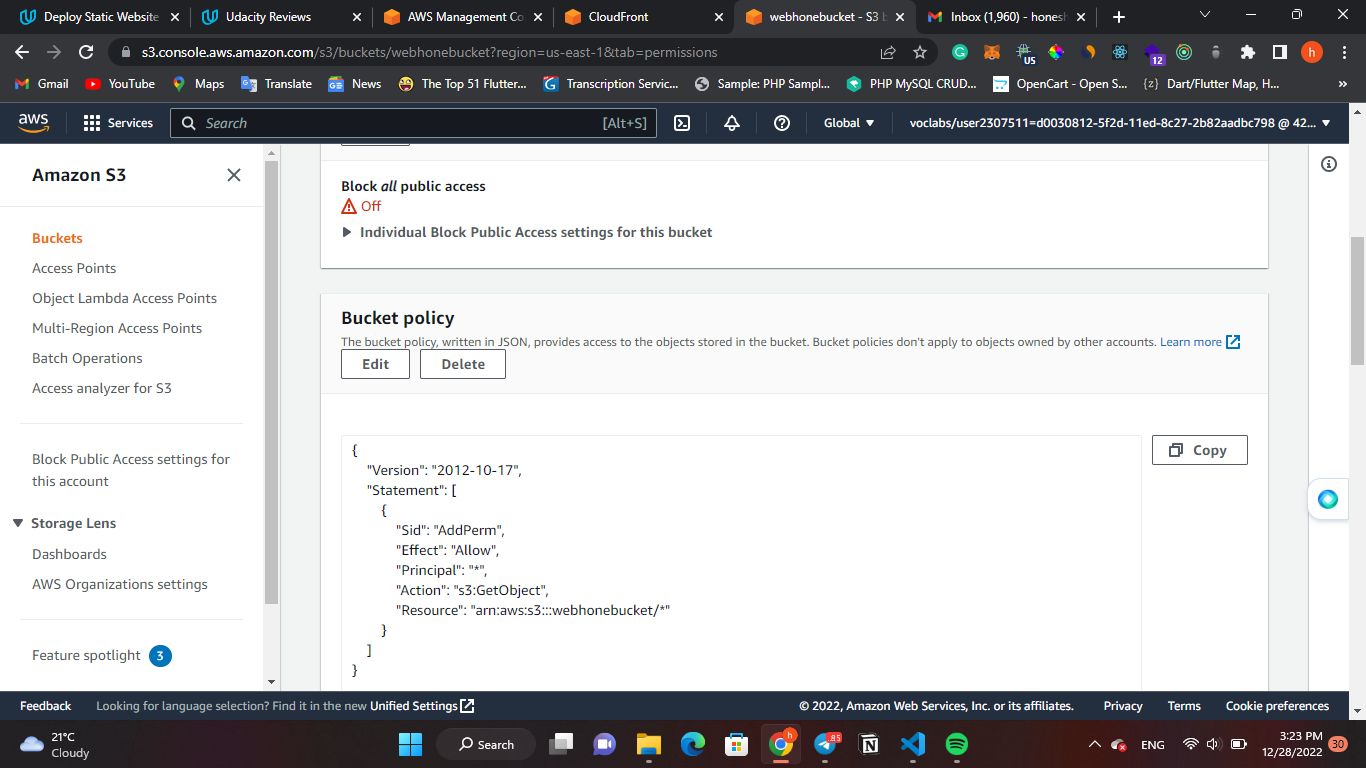 Deploy Static Website
Udacity Reviews
AWS Management Co
CloudFront
webhonebucket - S3 b
Inbox (1,960) - honesh
s3.console.aws.amazon.com/s3/buckets/webhonebucket?region=us-east-1&tab=permissions
US
12
h
Gmail
YouTube
Maps
Translate
News
The Top 51 Flutter...
Transcription Servic...
Sample: PHP Sampl...
PHP MySQL CRUD...
OpenCart - Open S...
Dart/Flutter Map, H...
»
aws
Services
Search
[Alt+S]
Global
voclabs/user2307511=d0030812-5f2d-11ed-8c27-2b82aadbc798 @ 42...
Amazon S3
Buckets
Access Points
Object Lambda Access Points
Multi-Region Access Points
Batch Operations
Access analyzer for S3
Block Public Access settings for
this account
Storage Lens
Dashboards
AWS Organizations settings
Feature spotlight 3
Block all public access
Off
Individual Block Public Access settings for this bucket
Bucket policy
The bucket policy, written in JSON, provides access to the objects stored in the bucket. Bucket policies don't apply to objects owned by other accounts. Learn more
Edit
Delete
Copy
{
"Version": "2012-10-17",
"Statement": [
{
"Sid": "AddPerm",
"Effect": "Allow",
"Principal": "*",
"Action": "s3:GetObject",
"Resource": "arn:aws:s3:::webhonebucket/*"
}
]
}
Feedback
Looking for language selection? Find it in the new Unified Settings
© 2022, Amazon Web Services, Inc. or its affiliates.
Privacy
Terms
Cookie preferences
21°C
Cloudy
Search
h
85
ENG
3:23 PM
12/28/2022
30